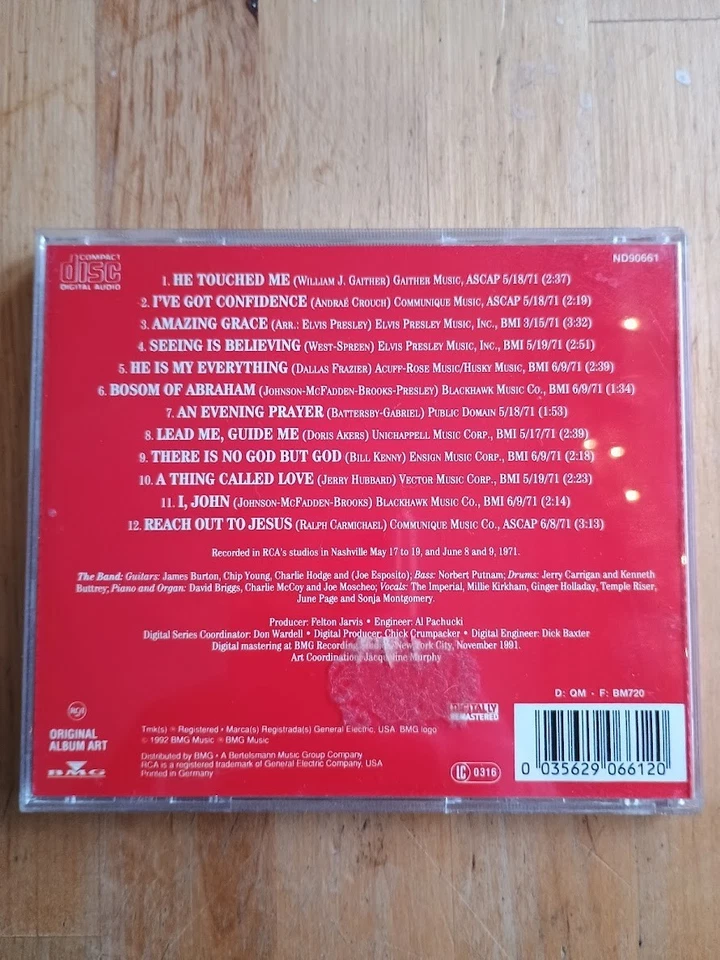 COMPACT
disc
DIGITAL AUDIO
ND90661
1. HE TOUCHED ME (WILLIAM J. GAITHER) GAITHER MUSIC, ASCAP 5/18/71 (2:37)
2. I'VE GOT CONFIDENCE (ANDRAÉ CROUCH) COMMUNIQUE MUSIC, ASCAP 5/18/71 (2:19)
3. AMAZING GRACE (ARR.: ELVIS PRESLEY) ELVIS PRESLEY MUSIC, INC., BMI 3/15/71 (3:32)
4. SEEING IS BELIEVING (WEST-SPREEN) ELVIS PRESLEY MUSIC, INC., BMI 5/19/71 (2:51)
5. HE IS MY EVERYTHING (DALLAS FRAZIER) ACUFF-ROSE MUSIC/HUSKY MUSIC, BMI 6/9/71 (2:39)
6. BOSOM OF ABRAHAM (JOHNSON-MCFADDEN-BROOKS-PRESLEY) BLACKHAWK MUSIC CO., BMI 6/9/71 (1:34)
7. AN EVENING PRAYER (BATTERSBY-GABRIEL) PUBLIC DOMAIN 5/18/71 (1:53)
8. LEAD ME, GUIDE ME (DORIS AKERS) UNICHAPPELL MUSIC CORP., BMI 5/17/71 (2:39)
9. THERE IS NO GOD BUT GOD (BILL KENNY) ENSIGN MUSIC CORP., BMI 6/9/71 (2:18)
10. A THING CALLED LOVE (JERRY HUBBARD) VECTOR MUSIC CORP., BMI 5/19/71 (2:23)
11. I, JOHN (JOHNSON-MCFADDEN-BROOKS) BLACKHAWK MUSIC CO., BMI 6/9/71 (2:14)
12. REACH OUT TO JESUS (RALPH CARMICHAEL) COMMUNIQUE MUSIC CO., ASCAP 6/8/71 (3:13)
Recorded in RCA's studios in Nashville May 17 to 19, and June 8 and 9, 1971.
The Band: Guitars: James Burton, Chip Young, Charlie Hodge and (Joe Esposito); Bass: Norbert Putnam; Drums: Jerry Carrigan and Kenneth
Buttrey; Piano and Organ: David Briggs, Charlie McCoy and Joe Moscheo; Vocals: The Imperial, Millie Kirkham, Ginger Holladay, Temple Riser,
June Page and Sonja Montgomery.
Producer: Felton Jarvis • Engineer: Al Pachucki
Digital Series Coordinator: Don Wardell • Digital Producer: Chick Crumpacker • Digital Engineer: Dick Baxter
Digital mastering at BMG Recording New York City, November 1991.
Art Coordination: Jacqueline Murphy
DIGITALLY
REMASTERED
D: QM - F: BM720
RCA
ORIGINAL
ALBUM ART
BMG
Tmk(s) ® Registered • Marca(s) Registrada(s) General Electric, USA BMG logo
© 1992 BMG Music ® BMG Music
Distributed by BMG • A Bertelsmann Music Group Company
RCA is a registered trademark of General Electric Company, USA
Printed in Germany
LC 0316
0 035629 066120